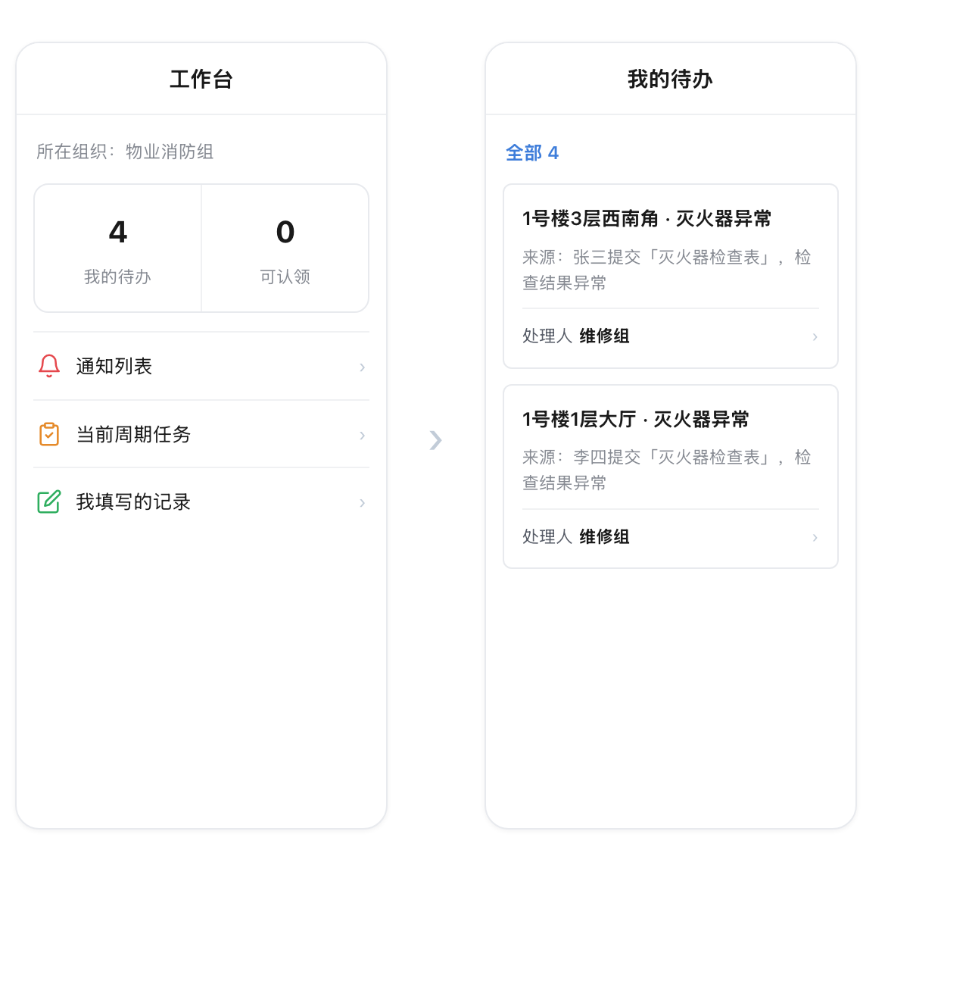 工作台
所在组织：物业消防组
4
我的待办
0
可认领
通知列表
当前周期任务
我填写的记录
我的待办
全部 4
1号楼3层西南角 · 灭火器异常
来源：张三提交「灭火器检查表」，检
查结果异常
处理人 维修组
1号楼1层大厅 · 灭火器异常
来源：李四提交「灭火器检查表」，检
查结果异常
处理人 维修组